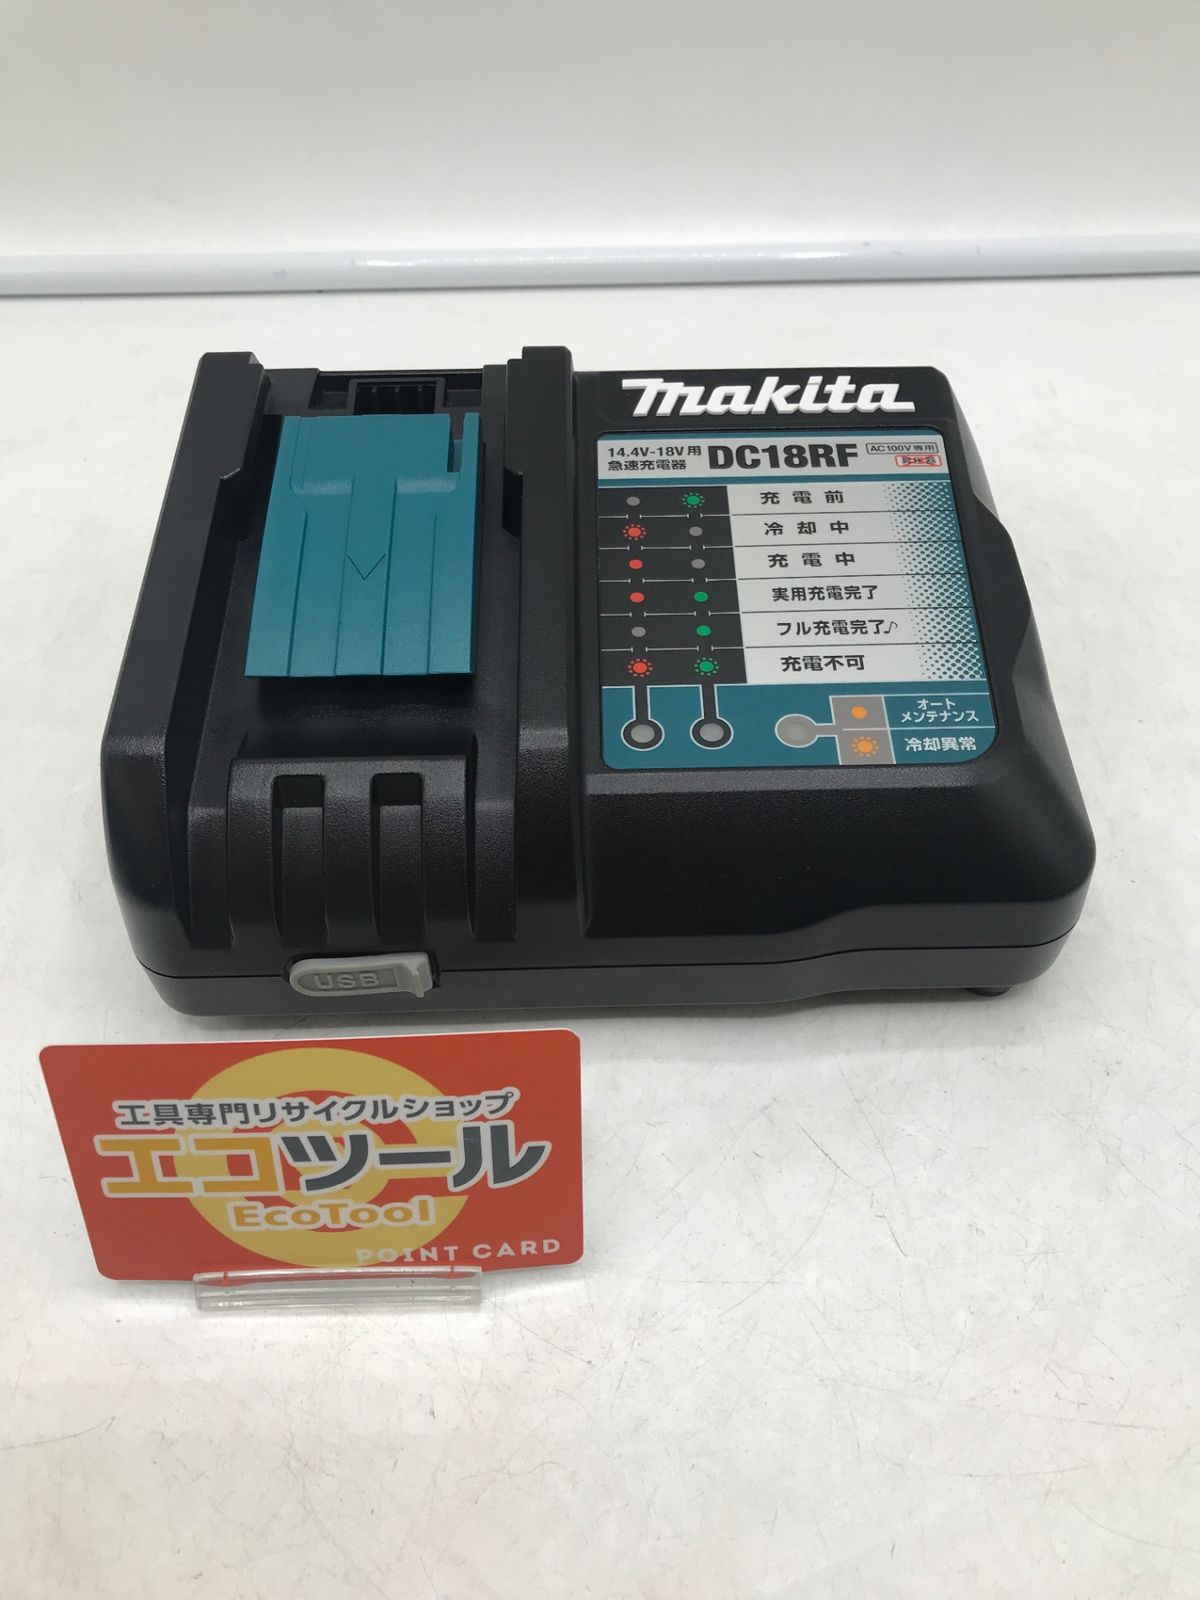 makita
14.4V-18V用
急速充電器
DC18RF
AC100V専用
昇圧器
充電前
冷却中
充電中
実用充電完了
フル充電完了♪
充電不可
オート
メンテナンス
冷却異常
USB
工具専門リサイクルショップ
エコツール
EcoTool
POINT CARD